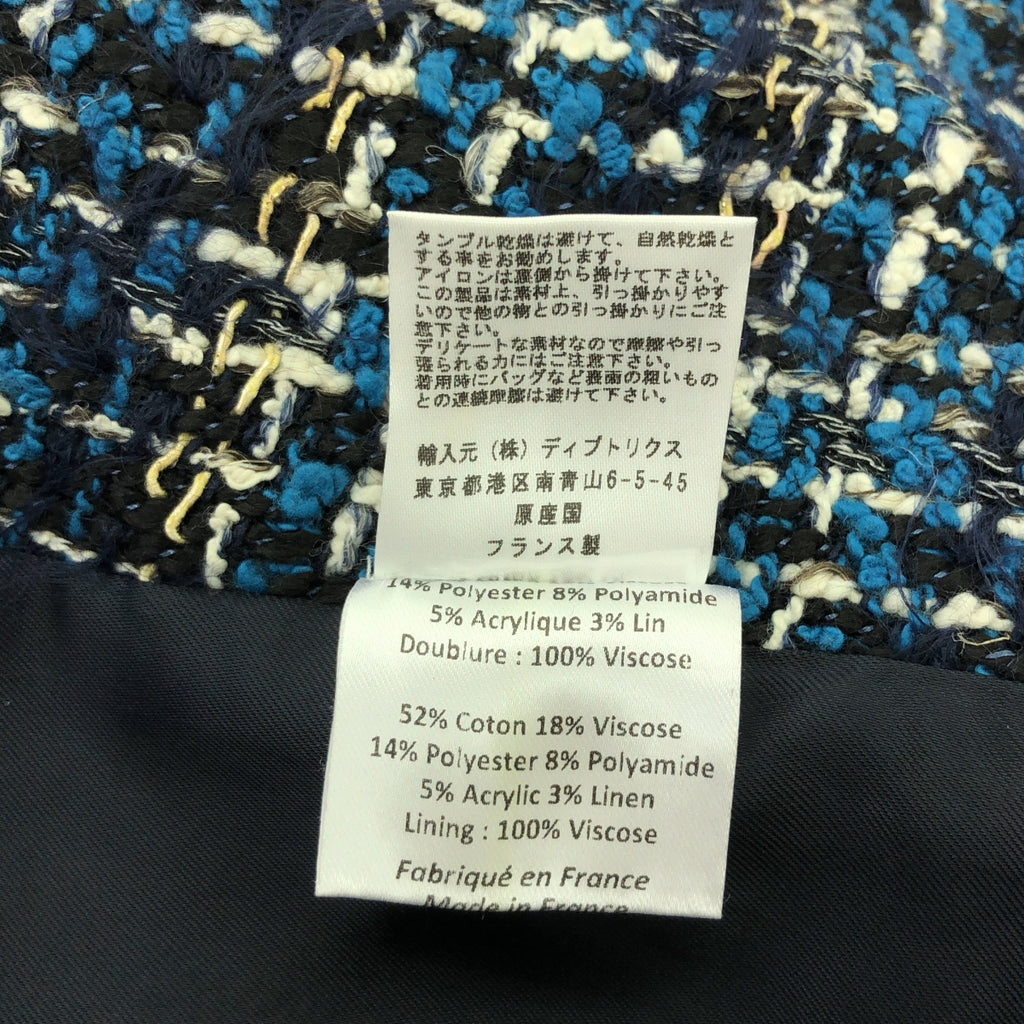 タンブル乾燥は避けて、自然乾燥と
する事をお勧めします。
アイロンは裏側から掛けて下さい。
この製品は素材上、引っ掛かりやす
いので他の物との引っ掛かりにご注
意下さい。
デリケートな素材なので摩擦や引っ
張られる力にはご注意下さい。
着用時にバッグなど表面の粗いもの
との連続摩擦は避けて下さい。
輸入元（株）ディプトリクス
東京都港区南青山6-5-45
原産国
フランス製
14% Polyester 8% Polyamide
5% Acrylique 3% Lin
Doublure : 100% Viscose
52% Coton 18% Viscose
14% Polyester 8% Polyamide
5% Acrylic 3% Linen
Lining : 100% Viscose
Fabriqué en France
Made in France